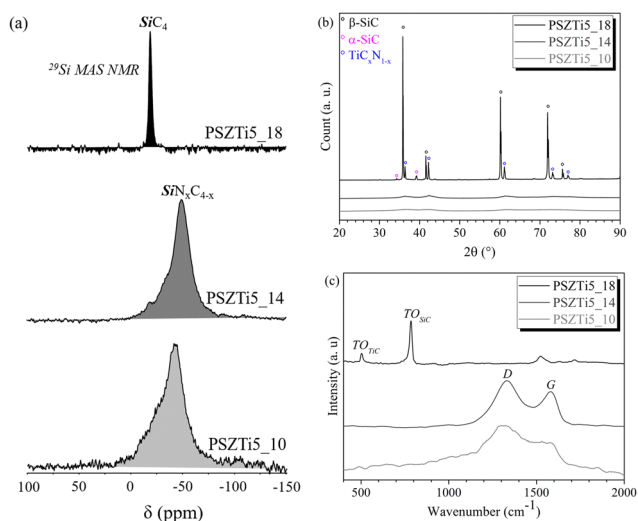 (a)
SiC4
29Si MAS NMR
PSZTi5_18
SiNxC4-x
PSZTi5_14
PSZTi5_10
100 50 0 -50 -100 -150
δ (ppm)
(b)
β-SiC
α-SiC
TiCxN1-x
PSZTi5_18
PSZTi5_14
PSZTi5_10
Count (a. u.)
20 30 40 50 60 70 80 90
2θ (°)
(c)
PSZTi5_18
PSZTi5_14
PSZTi5_10
TOTiC
TOSiC
D
G
Intensity (a. u)
500 1000 1500 2000
Wavenumber (cm-1)